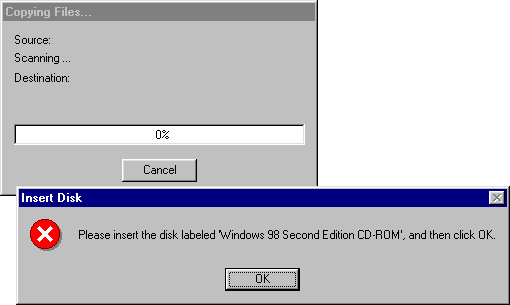 Copying Files...
Source:
Scanning ...
Destination:
0%
Cancel
Insert Disk
Please insert the disk labeled 'Windows 98 Second Edition CD-ROM', and then click OK.
OK